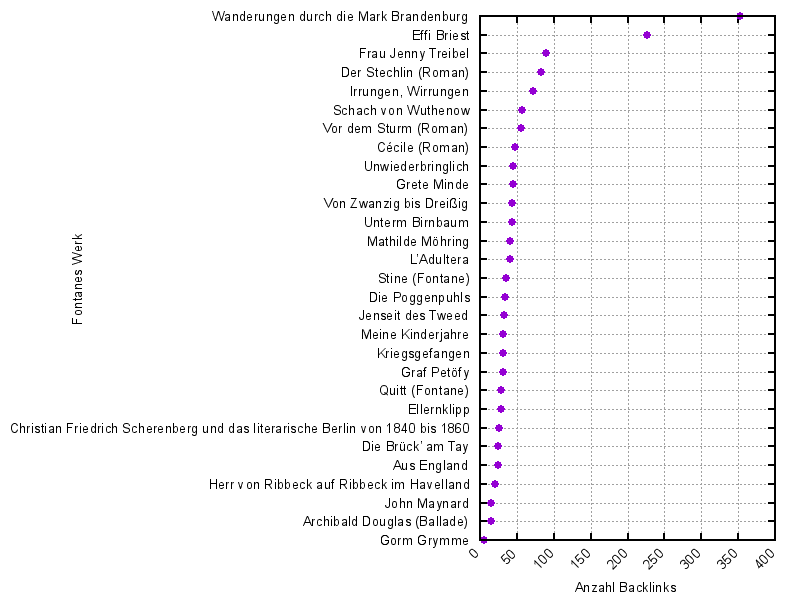 Wanderungen durch die Mark Brandenburg
Effi Briest
Frau Jenny Treibel
Der Stechlin (Roman)
Irrungen, Wirrungen
Schach von Wuthenow
Vor dem Sturm (Roman)
Cécile (Roman)
Unwiederbringlich
Grete Minde
Von Zwanzig bis Dreißig
Unterm Birnbaum
Mathilde Möhring
L'Adultera
Stine (Fontane)
Die Poggenpuhls
Jenseit des Tweed
Meine Kinderjahre
Kriegsgefangen
Graf Petöfy
Quitt (Fontane)
Ellernklipp
Christian Friedrich Scherenberg und das literarische Berlin von 1840 bis 1860
Die Brück' am Tay
Aus England
Herr von Ribbeck auf Ribbeck im Havelland
John Maynard
Archibald Douglas (Ballade)
Gorm Grymme
Fontanes Werk
0 50 100 150 200 250 300 350 400
Anzahl Backlinks